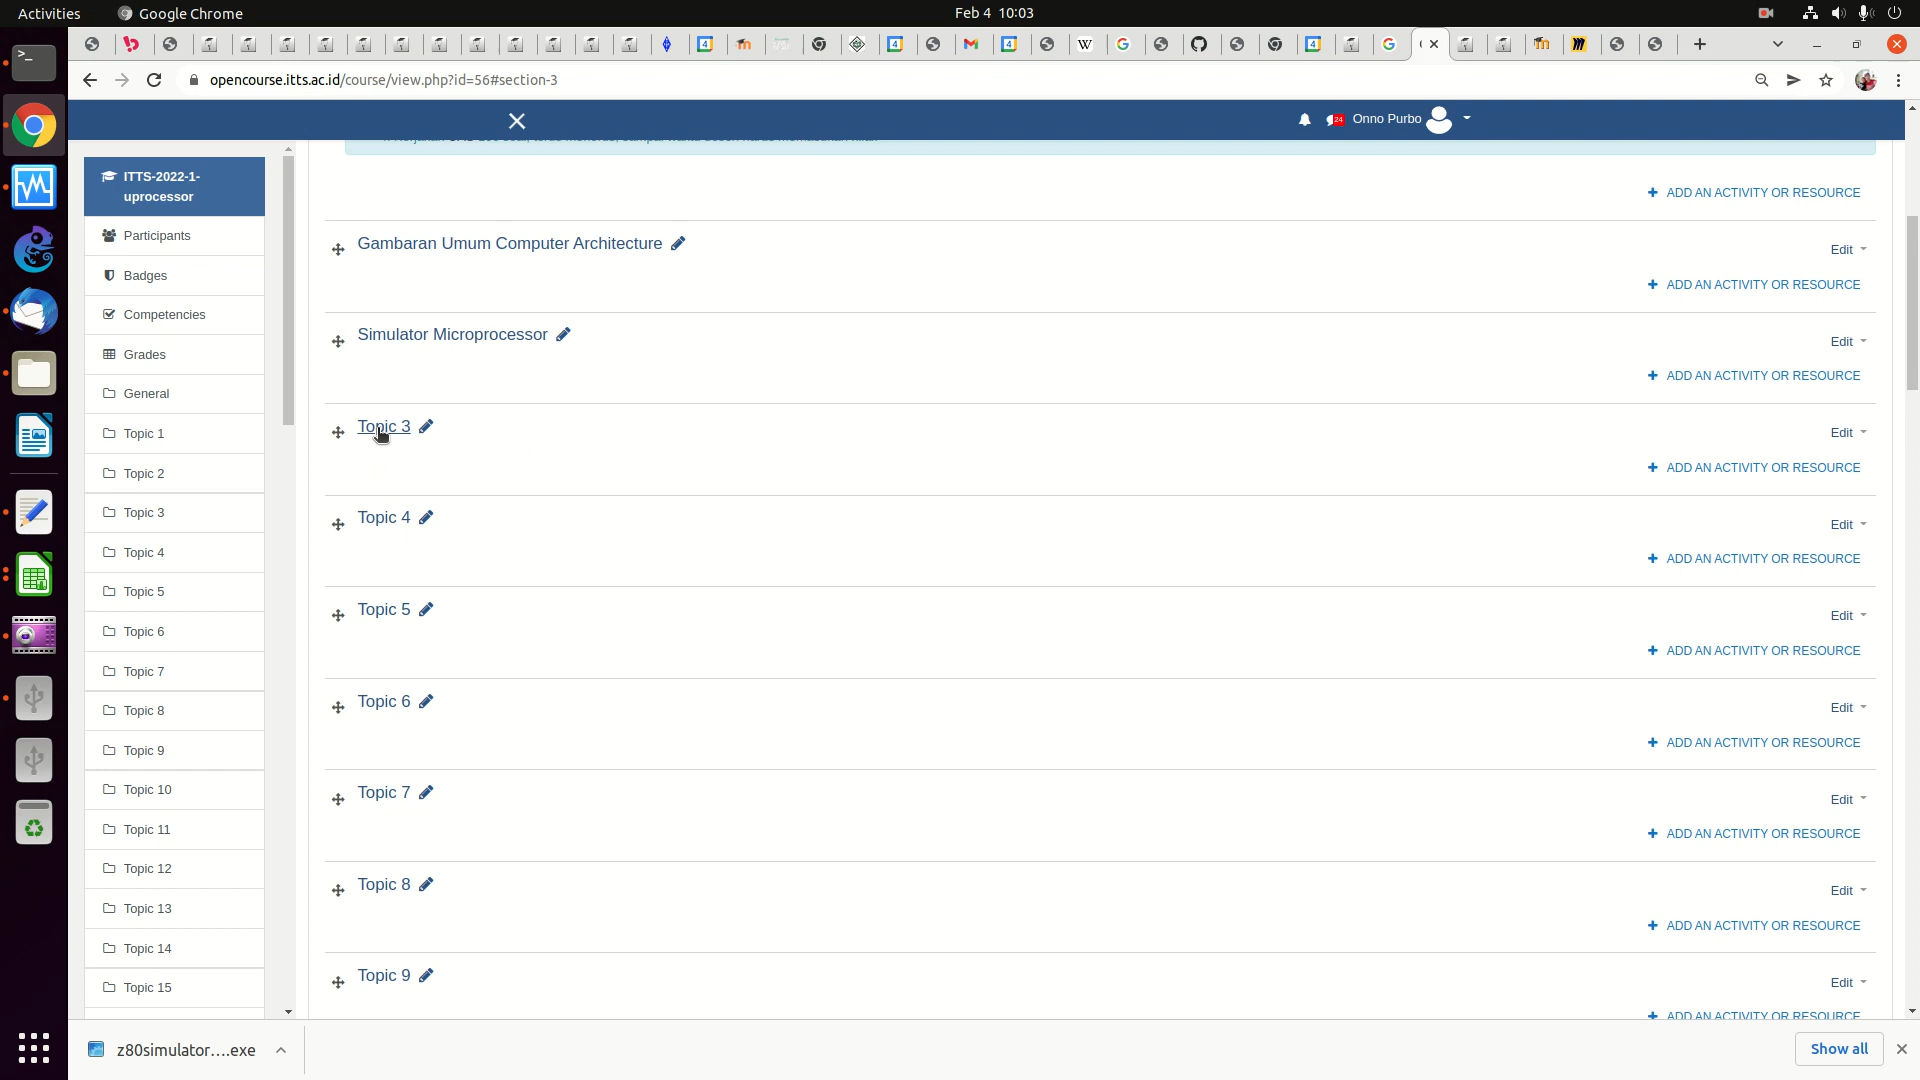 Activities
Google Chrome
Feb 4 10:03
opencourse.itts.ac.id/course/view.php?id=56#section-3
24
Onno Purbo
ITTS-2022-1-
uprocessor
Participants
Badges
Competencies
Grades
General
Topic 1
Topic 2
Topic 3
Topic 4
Topic 5
Topic 6
Topic 7
Topic 8
Topic 9
Topic 10
Topic 11
Topic 12
Topic 13
Topic 14
Topic 15
ADD AN ACTIVITY OR RESOURCE
Gambaran Umum Computer Architecture
Edit
ADD AN ACTIVITY OR RESOURCE
Simulator Microprocessor
Edit
ADD AN ACTIVITY OR RESOURCE
Topic 3
Edit
ADD AN ACTIVITY OR RESOURCE
Topic 4
Edit
ADD AN ACTIVITY OR RESOURCE
Topic 5
Edit
ADD AN ACTIVITY OR RESOURCE
Topic 6
Edit
ADD AN ACTIVITY OR RESOURCE
Topic 7
Edit
ADD AN ACTIVITY OR RESOURCE
Topic 8
Edit
ADD AN ACTIVITY OR RESOURCE
Topic 9
Edit
ADD AN ACTIVITY OR RESOURCE
z80simulator....exe
Show all